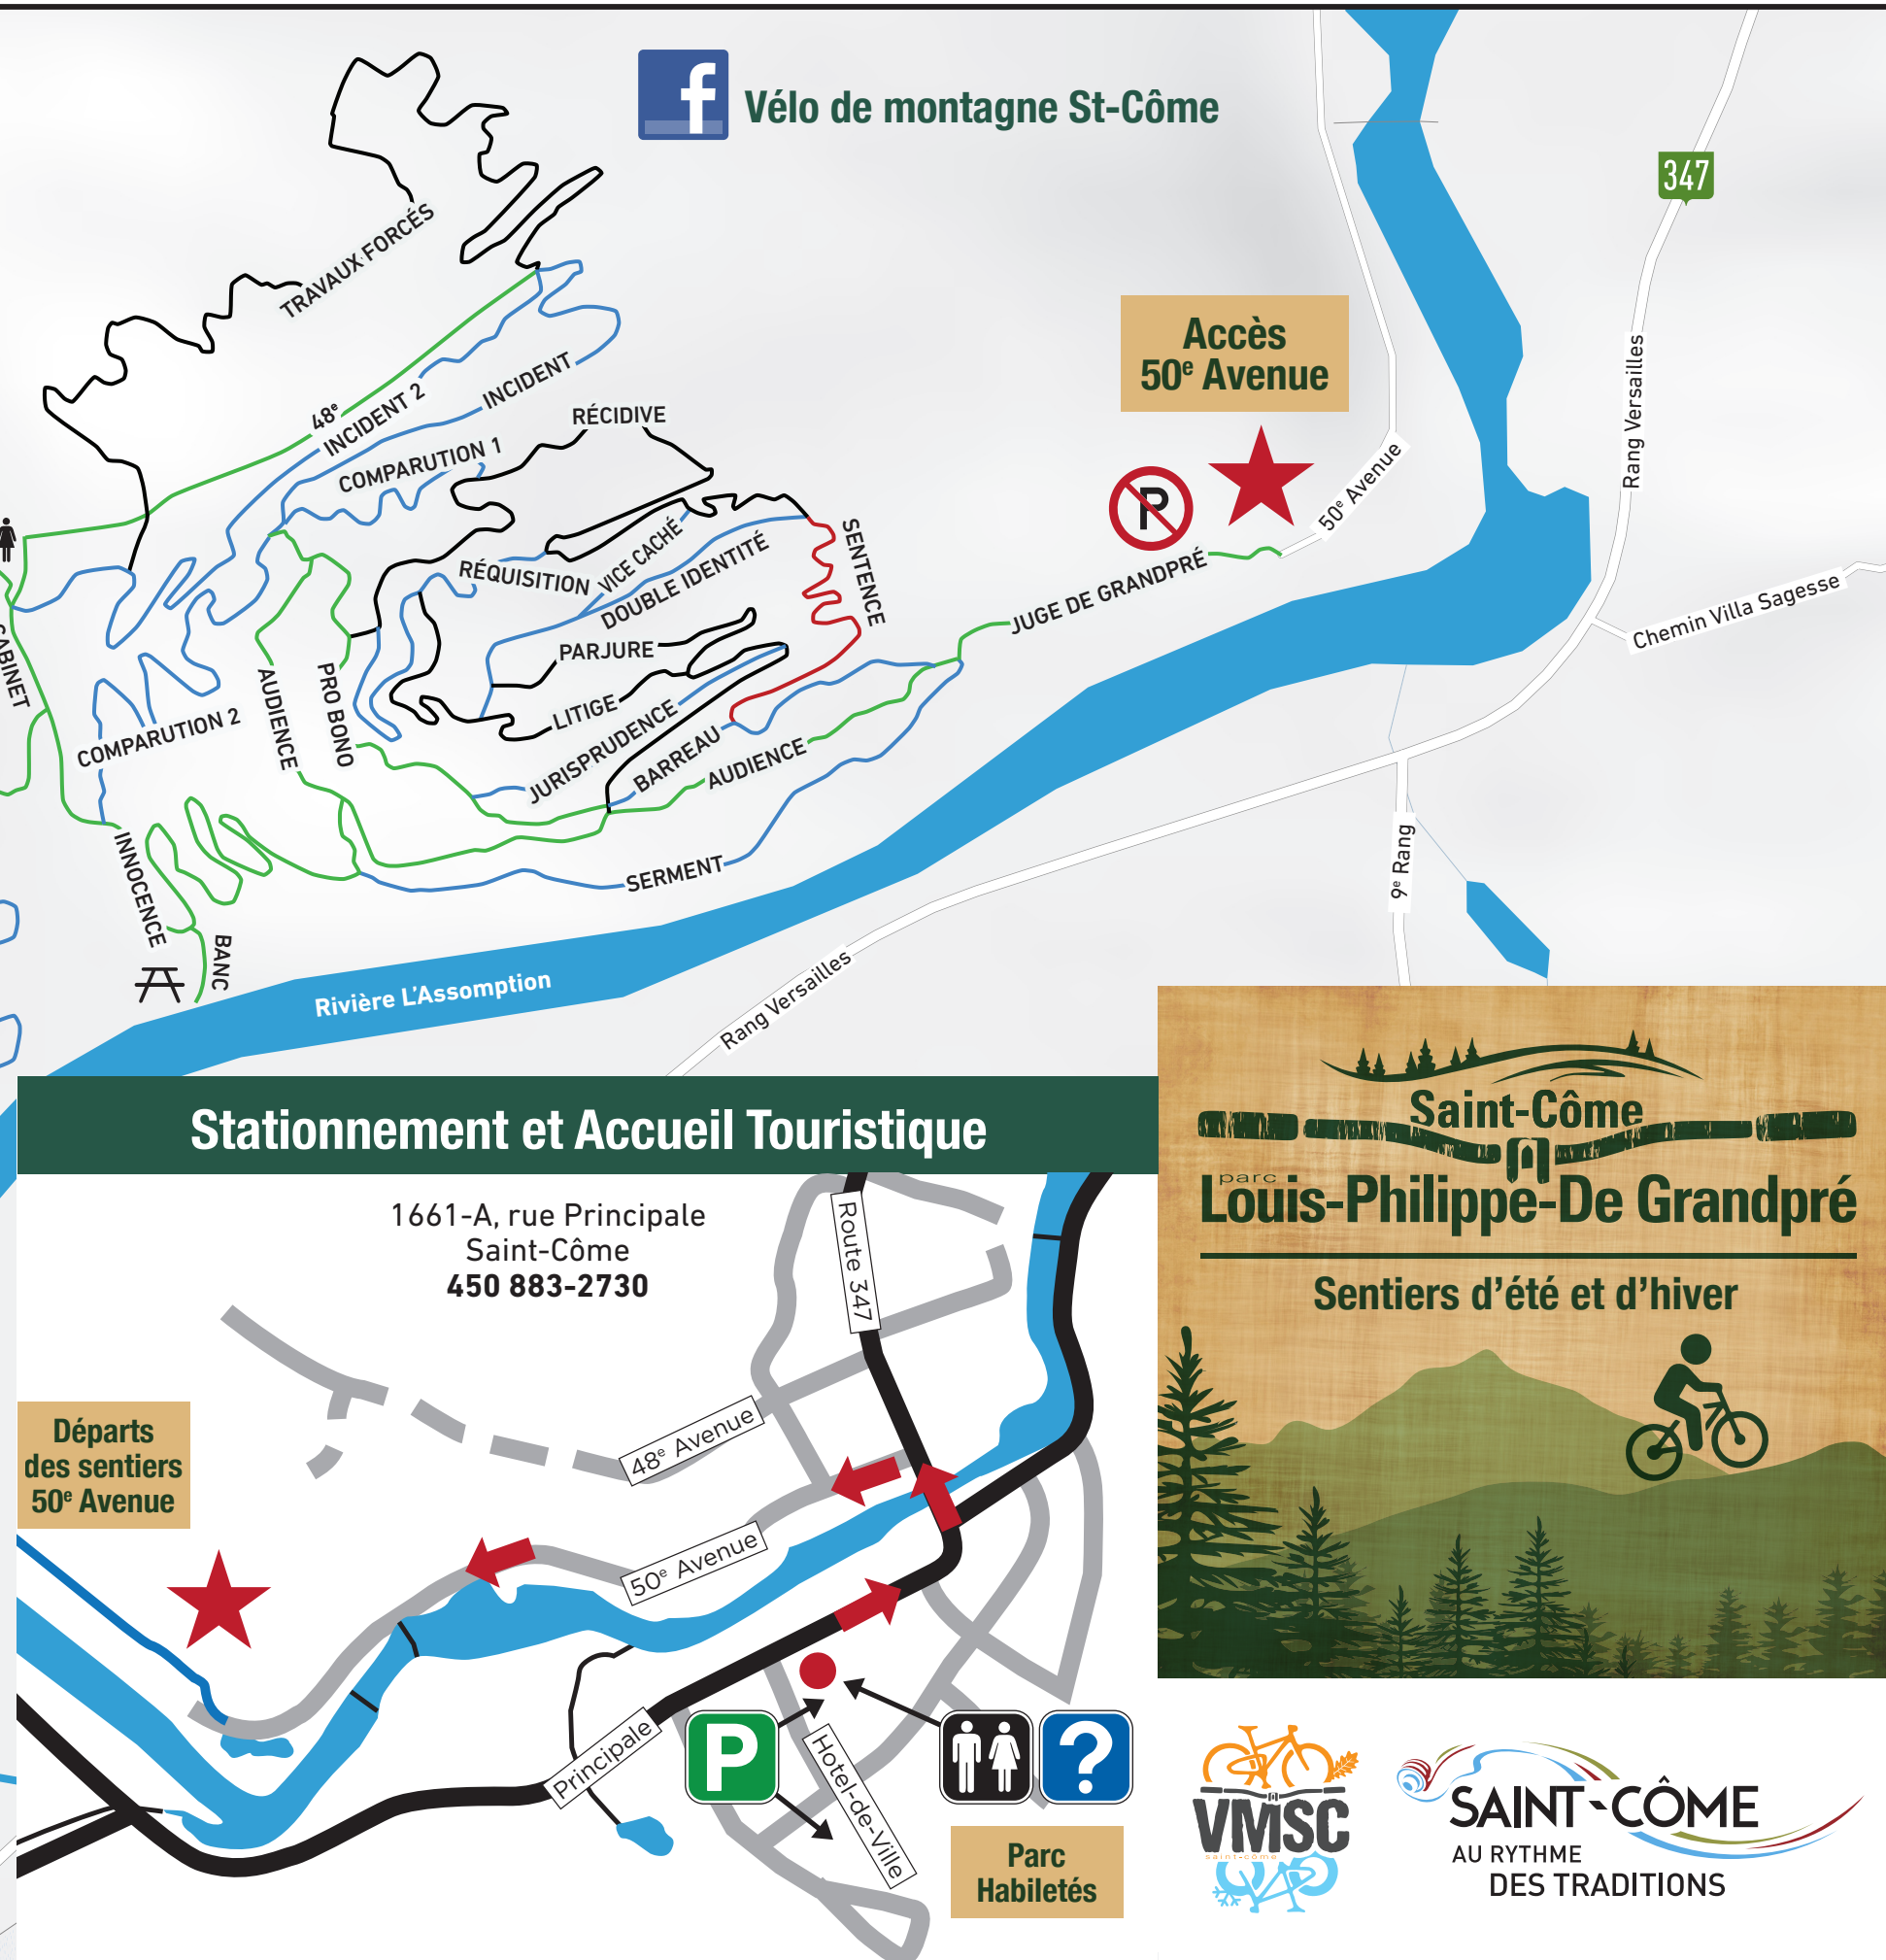 Vélo de montagne St-Côme
347
TRAVAUX FORCÉS
Accès
50e Avenue
48e
INCIDENT 2
INCIDENT
RÉCIDIVE
COMPARUTION 1
Rang Versailles
P
50e Avenue
SENTENCE
VICE CACHÉ
RÉQUISITION
DOUBLE IDENTITÉ
JUGE DE GRANDPRÉ
Chemin Villa Sagesse
PARJURE
AUDIENCE
PRO BONO
LITIGE
JURISPRUDENCE
COMPARUTION 2
BARREAU
AUDIENCE
INNOCENCE
SERMENT
9e Rang
BANC
Rivière L'Assomption
Rang Versailles
Stationnement et Accueil Touristique
1661-A, rue Principale
Saint-Côme
450 883-2730
Route 347
48e Avenue
Départs
des sentiers
50e Avenue
50e Avenue
Principale
P
Hotel-de-Ville
?
Parc
Habiletés
Saint-Côme
parc
Louis-Philippe-De Grandpré
Sentiers d'été et d'hiver
VMSC
saint-côme
SAINT-CÔME
AU RYTHME
DES TRADITIONS